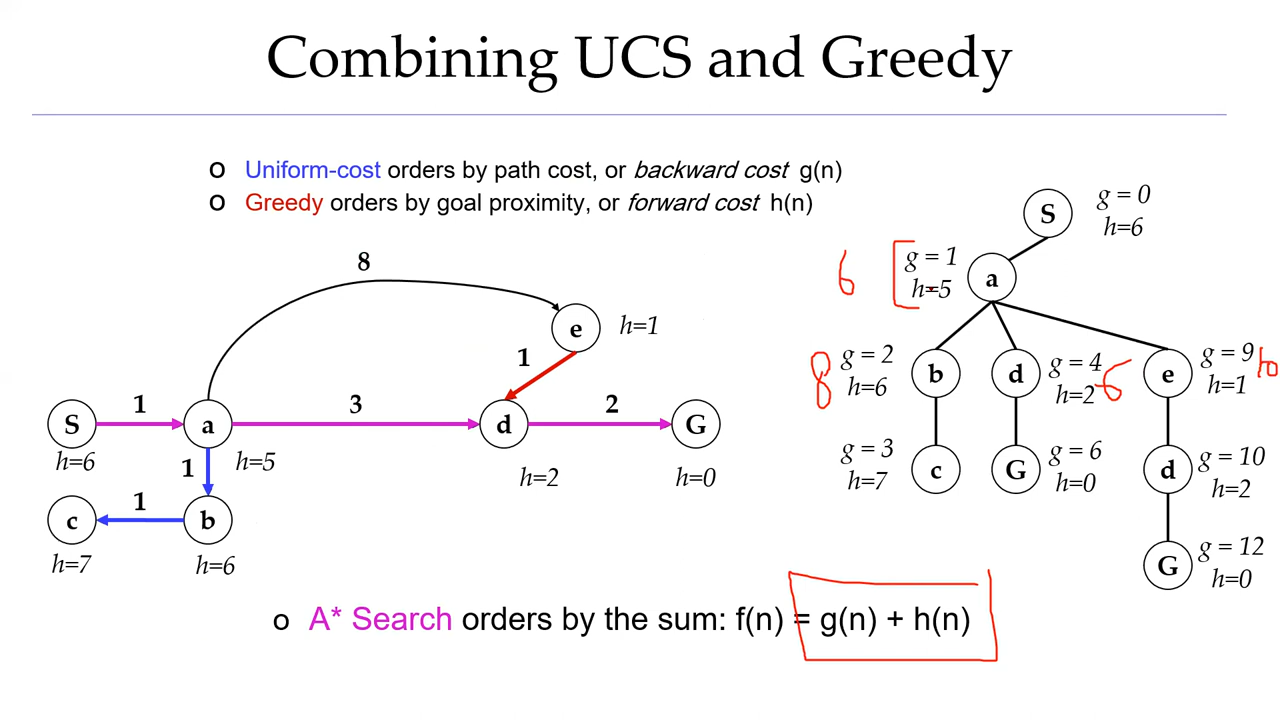 Combining UCS and Greedy
o Uniform-cost orders by path cost, or backward cost g(n)
o Greedy orders by goal proximity, or forward cost h(n)
8
e
h=1
1
S
1
a
3
d
2
G
h=6
1
h=5
h=2
h=0
c
1
b
h=7
h=6
S
g = 0
h=6
6
g = 1
h=5
a
8
g = 2
h=6
b
d
g = 4
h=2
6
e
g = 9
h=1
10
g = 3
h=7
c
G
g = 6
h=0
d
g = 10
h=2
G
g = 12
h=0
o A* Search orders by the sum: f(n) = g(n) + h(n)